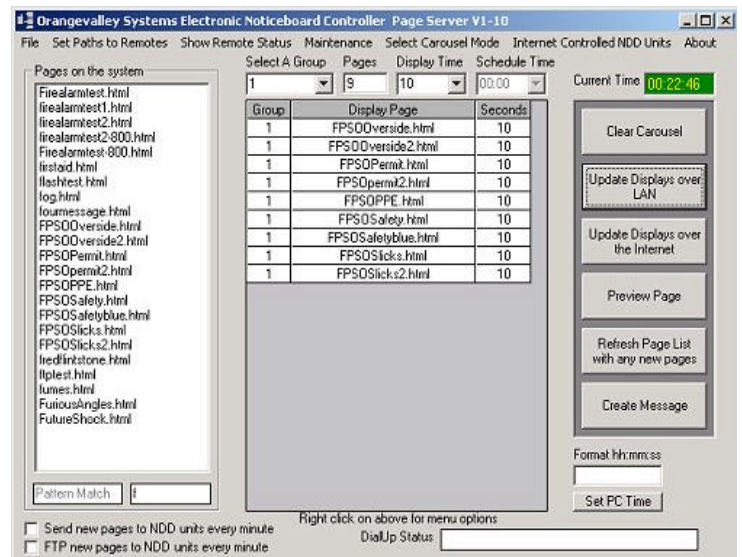 Orangevalley Systems Electronic Noticeboard Controller Page Server V1-10
File Set Paths to Remotes Show Remote Status Maintenance Select Carousel Mode Internet Controlled NDD Units About
Pages on the system
Firealarmtest.html
firealarmtest1.html
firealarmtest2.html
firealarmtest2-800.html
Firealarmtest-800.html
firstaid.html
flashtest.html
fog.html
fourmessage.html
FPSOOverside.html
FPSOOverside2.html
FPSOPermit.html
FPSOpermit2.html
FPSOPPE.html
FPSOSafety.html
FPSOSafetyblue.html
FPSOSlicks.html
FPSOSlicks2.html
fredflintstone.html
ftptest.html
fumes.html
FuriousAngles.html
FutureShock.html
Pattern Match f
Send new pages to NDD units every minute
FTP new pages to NDD units every minute
Select A Group Pages Display Time Schedule Time
1 9 10 00:00
Group Display Page Seconds
1 FPSOOverside.html 10
1 FPSOOverside2.html 10
1 FPSOPermit.html 10
1 FPSOpermit2.html 10
1 FPSOPPE.html 10
1 FPSOSafety.html 10
1 FPSOSafetyblue.html 10
1 FPSOSlicks.html 10
1 FPSOSlicks2.html 10
Right click on above for menu options
DialUp Status
Current Time 00:22:46
Clear Carousel
Update Displays over
LAN
Update Displays over
the Internet
Preview Page
Refresh Page List
with any new pages
Create Message
Format hh:mm:ss
Set PC Time